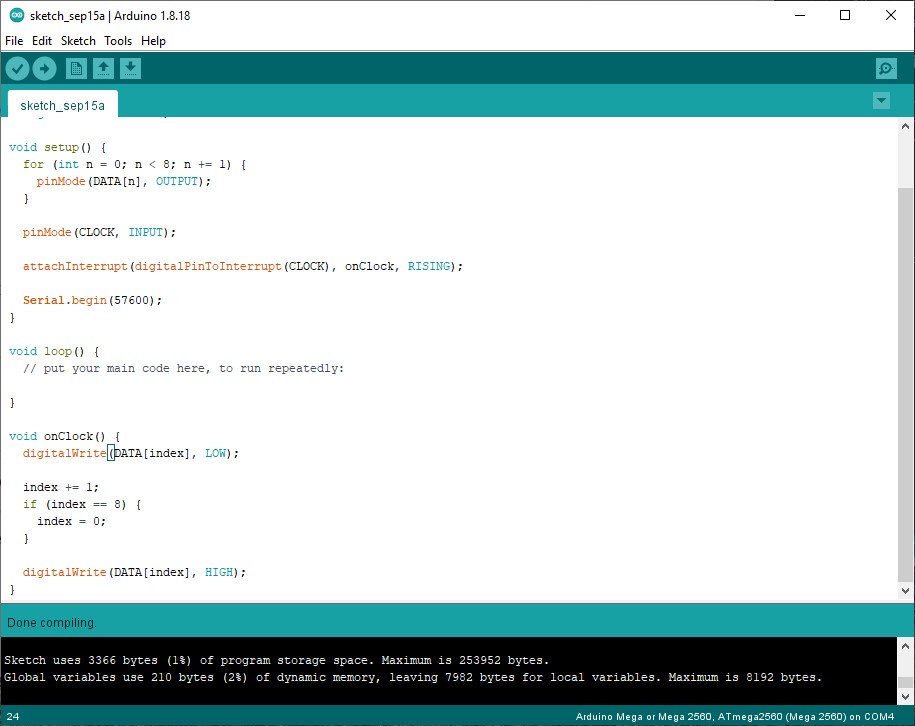 sketch_sep15a | Arduino 1.8.18
File Edit Sketch Tools Help
sketch_sep15a
void setup() {
  for (int n = 0; n < 8; n += 1) {
    pinMode(DATA[n], OUTPUT);
  }
  pinMode(CLOCK, INPUT);
  attachInterrupt(digitalPinToInterrupt(CLOCK), onClock, RISING);
  Serial.begin(57600);
}
void loop() {
  // put your main code here, to run repeatedly:
}
void onClock() {
  digitalWrite(DATA[index], LOW);
  index += 1;
  if (index == 8) {
    index = 0;
  }
  digitalWrite(DATA[index], HIGH);
}
Done compiling.
Sketch uses 3366 bytes (1%) of program storage space. Maximum is 253952 bytes.
Global variables use 210 bytes (2%) of dynamic memory, leaving 7982 bytes for local variables. Maximum is 8192 bytes.
24 Arduino Mega or Mega 2560, ATmega2560 (Mega 2560) on COM4